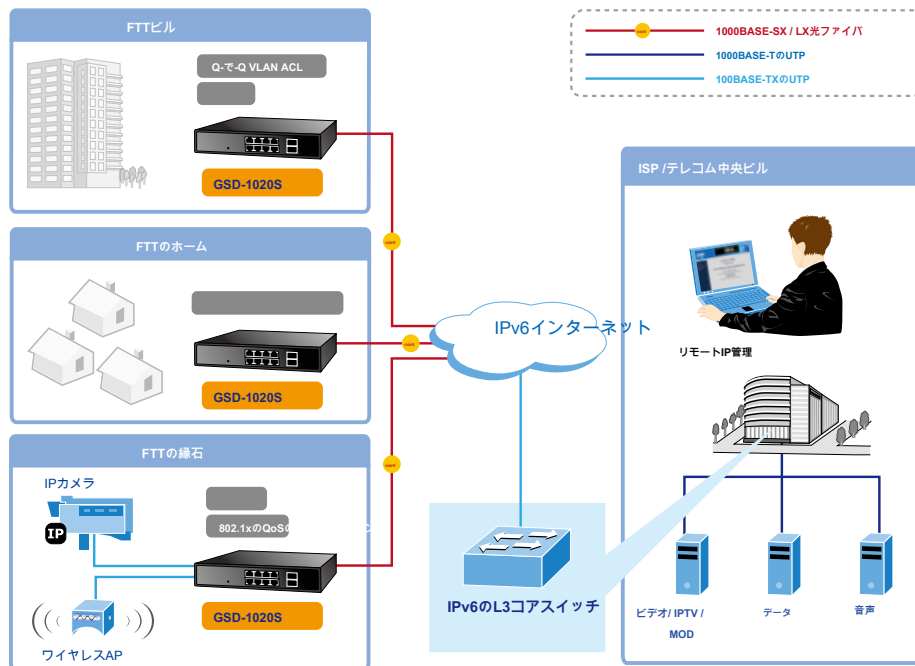 FTTビル
Q-で-Q VLAN ACL
GSD-1020S
FTTのホーム
GSD-1020S
FTTの縁石
IPカメラ
IP
802.1xのQoSの
GSD-1020S
ワイヤレスAP
1000BASE-SX / LX光ファイバ
1000BASE-TのUTP
100BASE-TXのUTP
IPv6インターネット
IPv6のL3コアスイッチ
ISP /テレコム中央ビル
リモートIP管理
ビデオ/ IPTV /
MOD
データ
音声